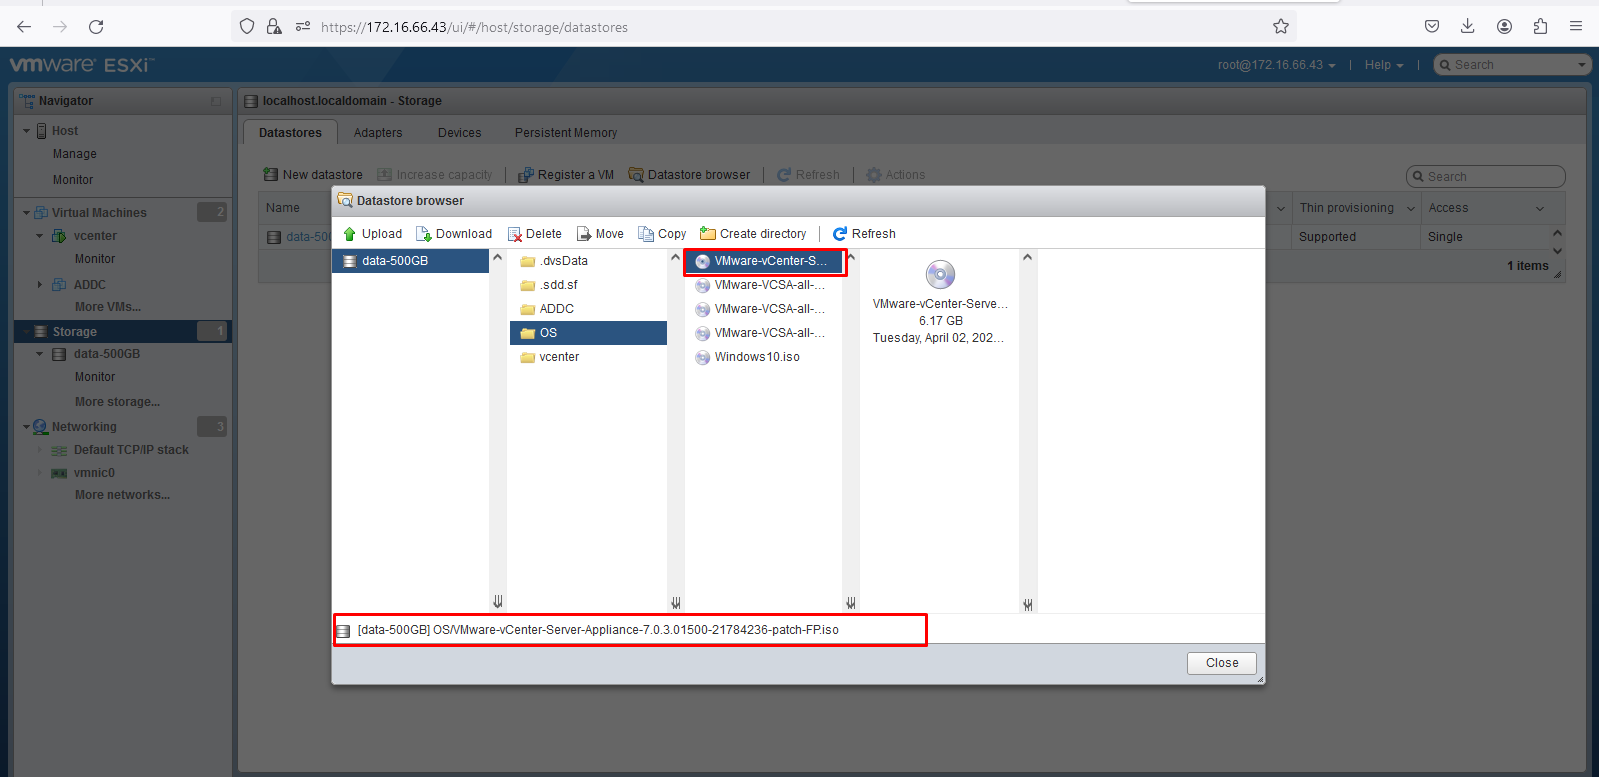 https://172.16.66.43/ui/#/host/storage/datastores
vmware ESXi™
root@172.16.66.43 | Help | Search
Navigator
Host
Manage
Monitor
Virtual Machines 2
vcenter
Monitor
ADDC
More VMs...
Storage 1
data-500GB
Monitor
More storage...
Networking 3
Default TCP/IP stack
vmnic0
More networks...
localhost.localdomain - Storage
Datastores Adapters Devices Persistent Memory
New datastore Increase capacity | Register a VM Datastore browser | Refresh | Actions
Search
Name Thin provisioning Access
data-50 Supported Single
1 items
Datastore browser
Upload Download Delete Move Copy Create directory | Refresh
data-500GB
.dvsData
.sdd.sf
ADDC
OS
vcenter
VMware-vCenter-S...
VMware-VCSA-all-...
VMware-VCSA-all-...
VMware-VCSA-all-...
Windows10.iso
VMware-vCenter-Serve...
6.17 GB
Tuesday, April 02, 202...
[data-500GB] OS/VMware-vCenter-Server-Appliance-7.0.3.01500-21784236-patch-FP.iso
Close